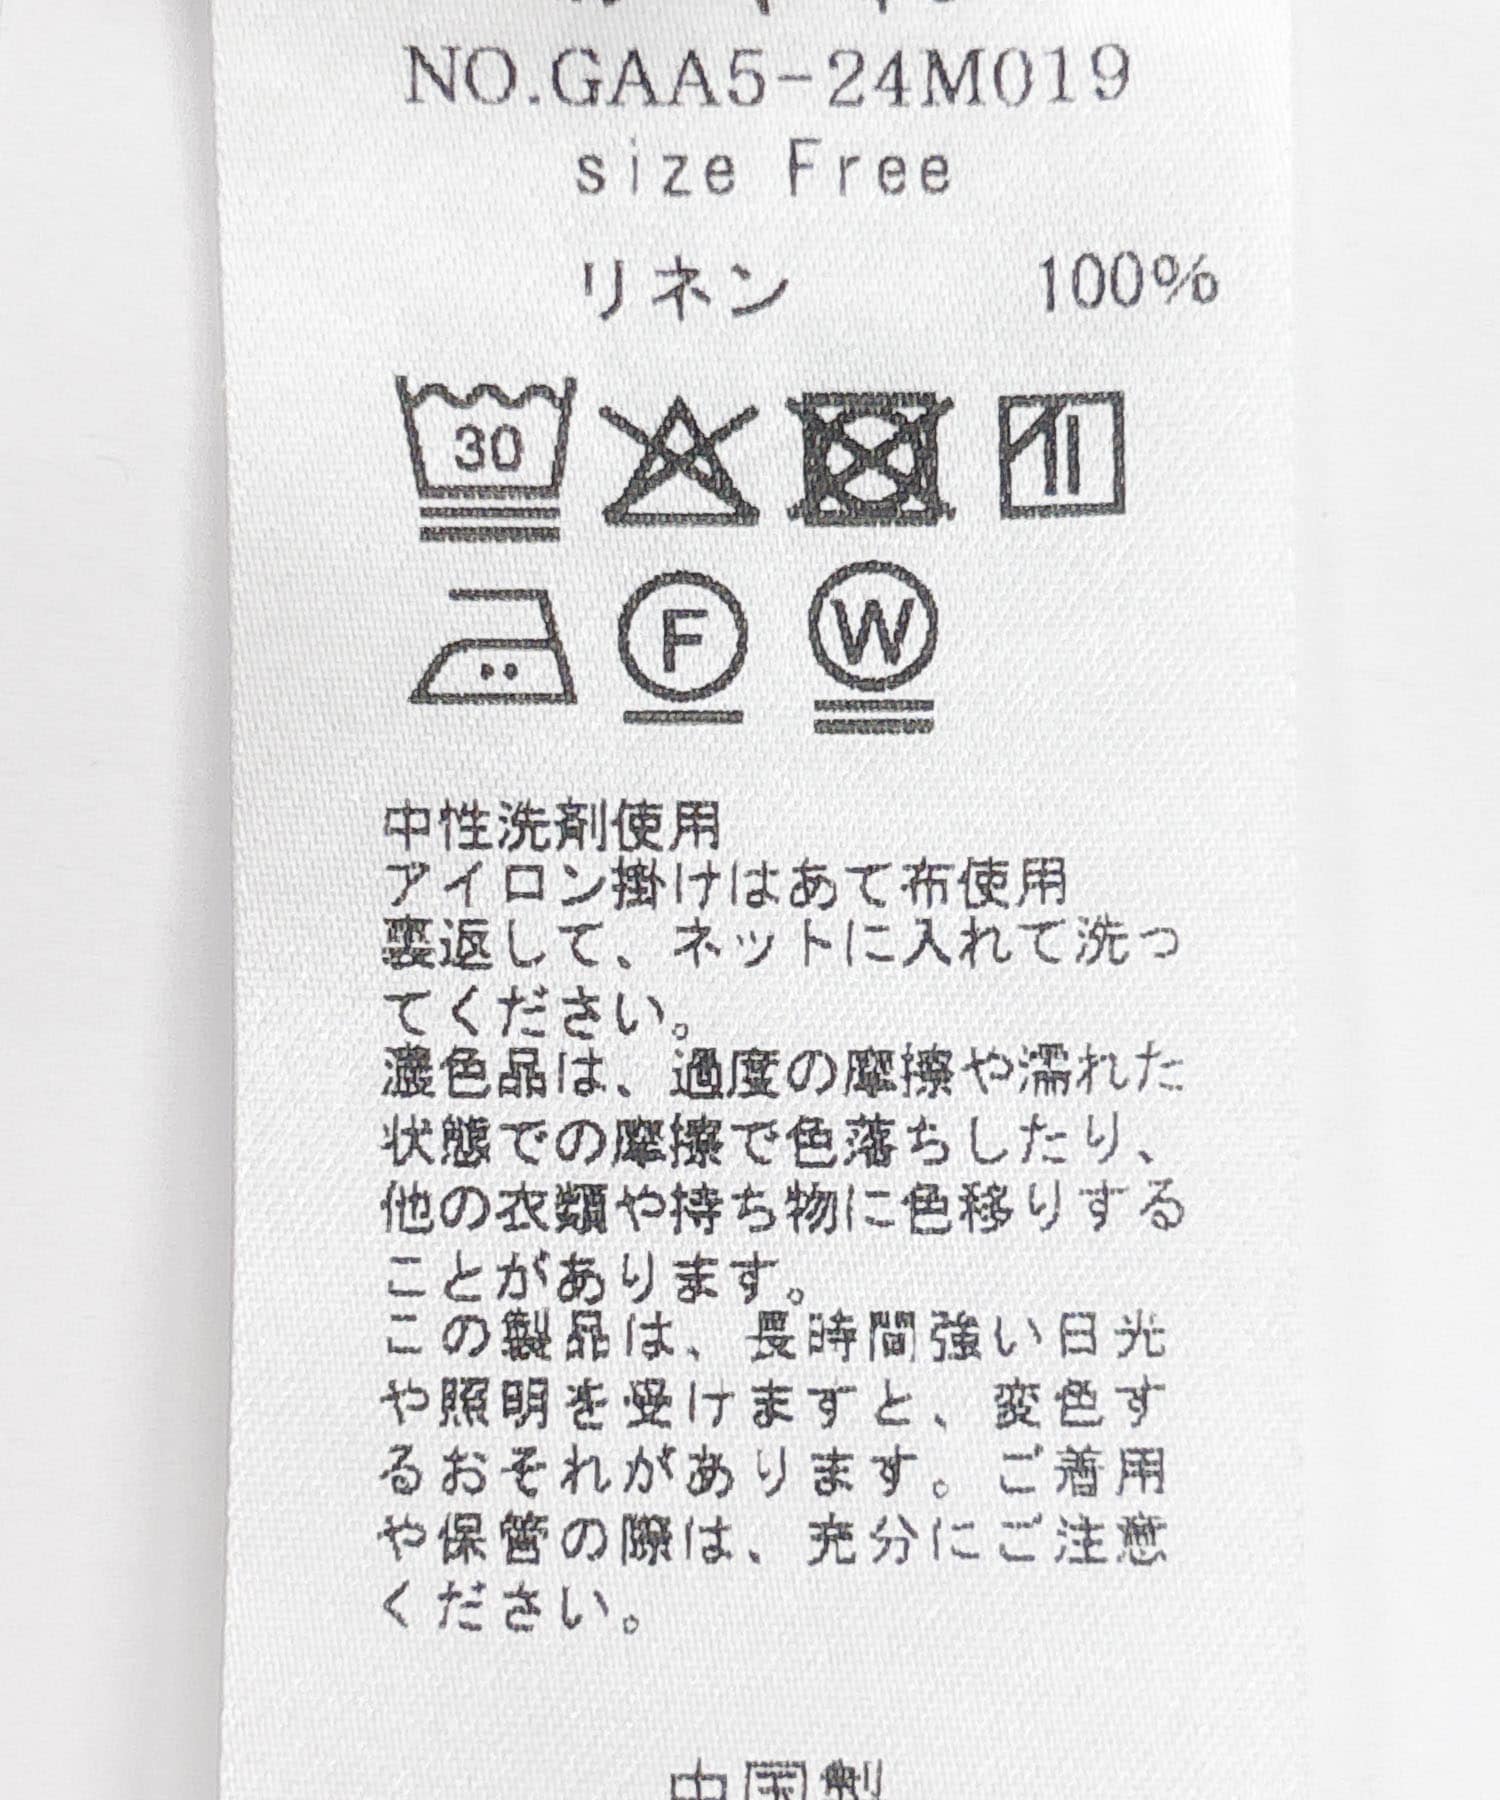 NO.GAA5-24M019
size Free
リネン 100%
30
F W
中性洗剤使用
アイロン掛けはあて布使用
裏返して、ネットに入れて洗っ
てください。
濃色品は、過度の摩擦や濡れた
状態での摩擦で色落ちしたり、
他の衣類や持ち物に色移りする
ことがあります。
この製品は、長時間強い日光
や照明を受けますと、変色す
るおそれがあります。ご着用
や保管の際は、充分にご注意
ください。
中国製